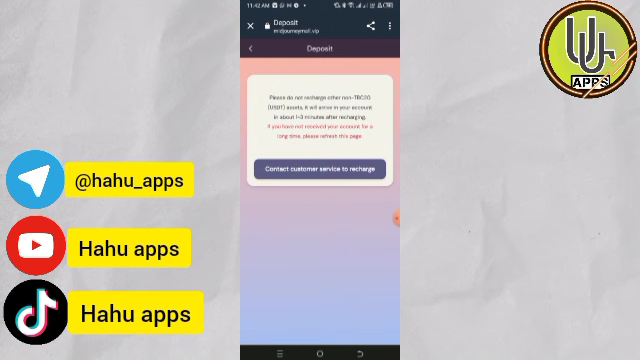 11:42 AM
Deposit
midjourneymall.vip
Deposit
Please do not recharge other non-TRC20
(USDT) assets, it will arrive in your account
in about 1-3 minutes after recharging.
If you have not received your account for a
long time, please refresh this page.
Contact customer service to recharge
@hahu_apps
Hahu apps
Hahu apps
APPS